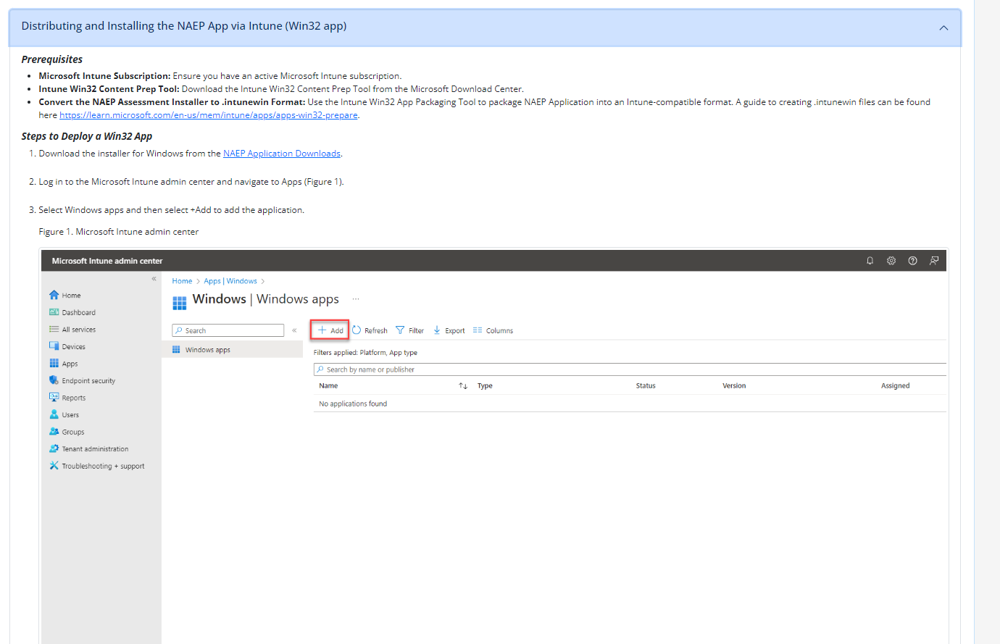 Distributing and Installing the NAEP App via Intune (Win32 app)
Prerequisites
Microsoft Intune Subscription: Ensure you have an active Microsoft Intune subscription.
Intune Win32 Content Prep Tool: Download the Intune Win32 Content Prep Tool from the Microsoft Download Center.
Convert the NAEP Assessment Installer to .intunewin Format: Use the Intune Win32 App Packaging Tool to package NAEP Application into an Intune-compatible format. A guide to creating .intunewin files can be found
here https://learn.microsoft.com/en-us/mem/intune/apps/apps-win32-prepare.
Steps to Deploy a Win32 App
1. Download the installer for Windows from the NAEP Application Downloads.
2. Log in to the Microsoft Intune admin center and navigate to Apps (Figure 1).
3. Select Windows apps and then select +Add to add the application.
Figure 1. Microsoft Intune admin center
Microsoft Intune admin center
Home
Dashboard
All services
Devices
Apps
Endpoint security
Reports
Users
Groups
Tenant administration
Troubleshooting + support
Home > Apps | Windows >
Windows | Windows apps ...
Search
Windows apps
Add Refresh Filter Export Columns
Filters applied: Platform, App type
Search by name or publisher
Name Type Status Version Assigned
No applications found